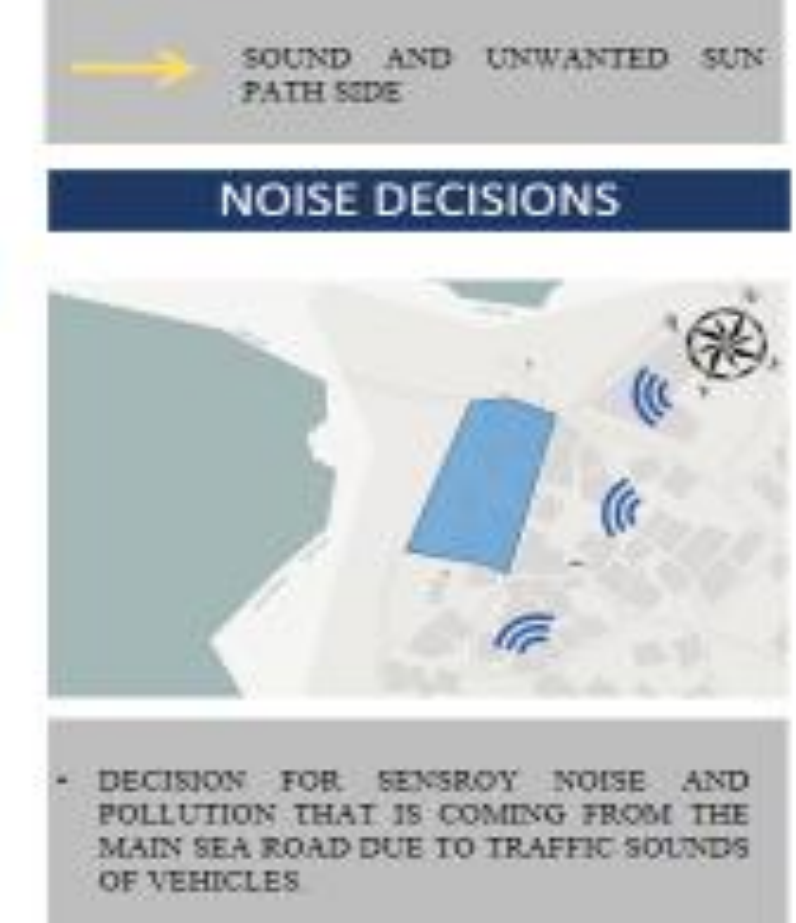 SOUND AND UNWANTED SUN
PATH SIDE
NOISE DECISIONS
• DECISION FOR SENSROY NOISE AND
POLLUTION THAT IS COMING FROM THE
MAIN SEA ROAD DUE TO TRAFFIC SOUNDS
OF VEHICLES.